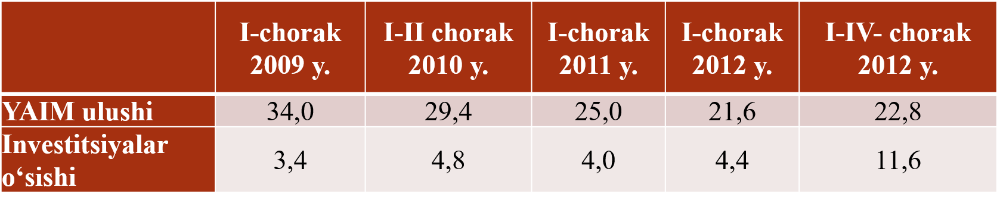 I-chorak 2009 y.
I-II chorak 2010 y.
I-chorak 2011 y.
I-chorak 2012 y.
I-IV- chorak 2012 y.
YAIM ulushi 34,0 29,4 25,0 21,6 22,8
Investitsiyalar o‘sishi 3,4 4,8 4,0 4,4 11,6